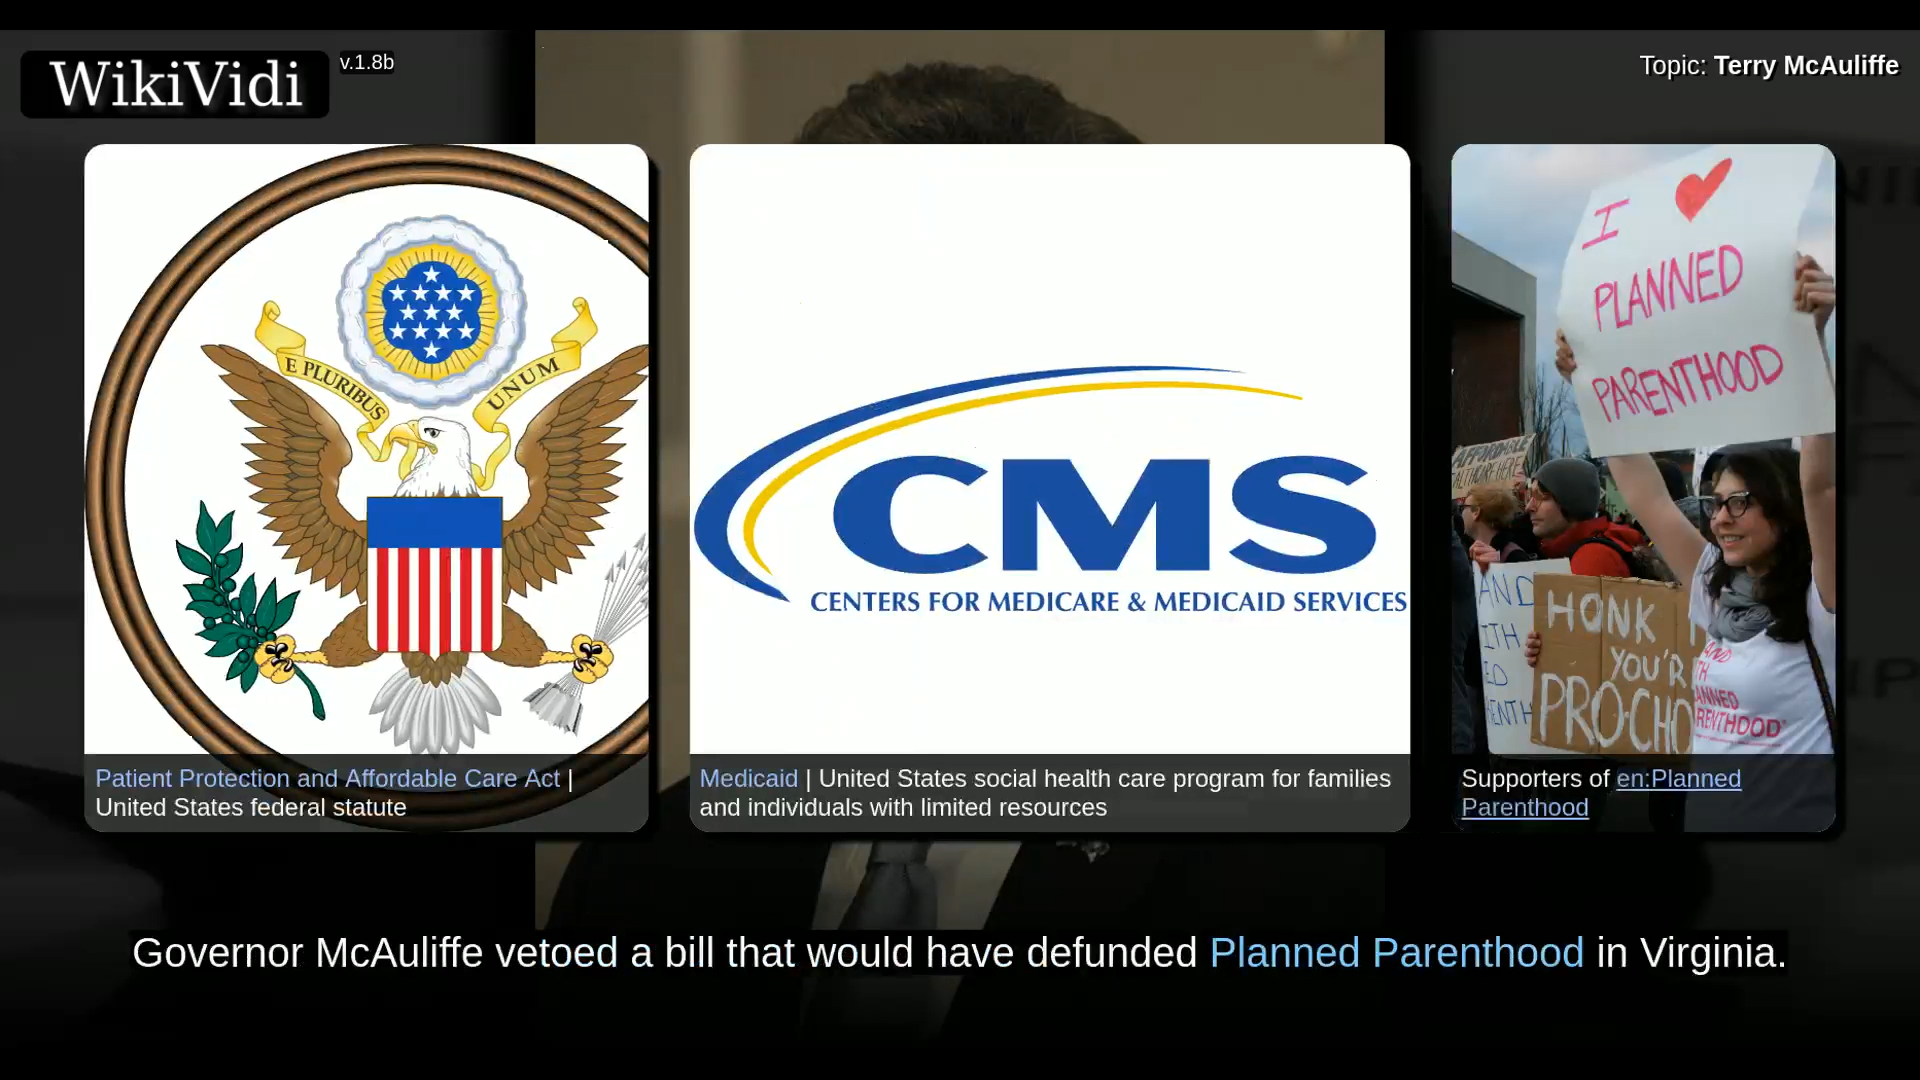 WikiVidi
v.1.8b
Topic: Terry McAuliffe
E PLURIBUS
UNUM
Patient Protection and Affordable Care Act |
United States federal statute
CMS
CENTERS FOR MEDICARE & MEDICAID SERVICES
Medicaid | United States social health care program for families
and individuals with limited resources
I
PLANNED
PARENTHOOD
AFFORDABLE
HONK
YOU'R
PRO-CHO
Supporters of en:Planned
Parenthood
Governor McAuliffe vetoed a bill that would have defunded Planned Parenthood in Virginia.